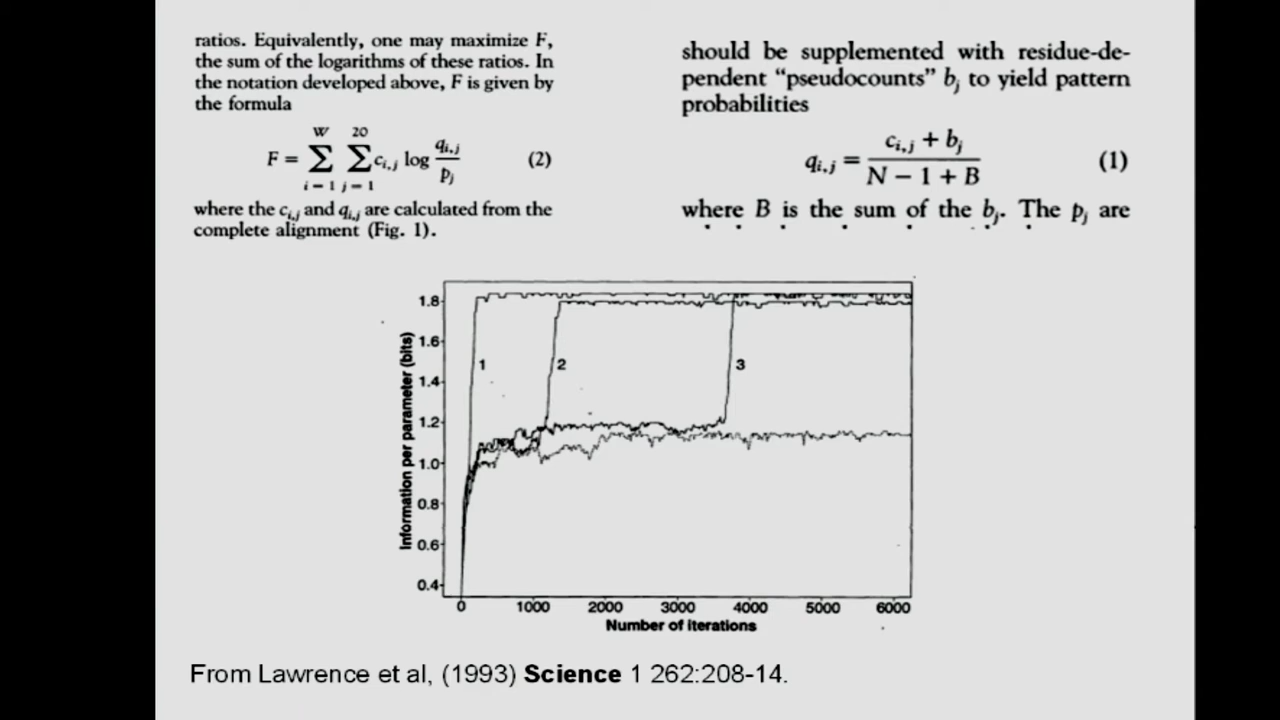 ratios. Equivalently, one may maximize F,
the sum of the logarithms of these ratios. In
the notation developed above, F is given by
the formula
F = W Σ i = 1 20 Σ j = 1 c_{i,j} log q_{i,j} / p_j (2)
where the c_{i,j} and q_{i,j} are calculated from the
complete alignment (Fig. 1).
should be supplemented with residue-de-
pendent “pseudocounts” b_j to yield pattern
probabilities
q_{i,j} = c_{i,j} + b_j / N − 1 + B (1)
where B is the sum of the b_j. The p_j are
Information per parameter (bits)
1.8
1.6
1.4
1.2
1.0
0.8
0.6
0.4
1 2 3
0 1000 2000 3000 4000 5000 6000
Number of iterations
From Lawrence et al, (1993) Science 1 262:208-14.